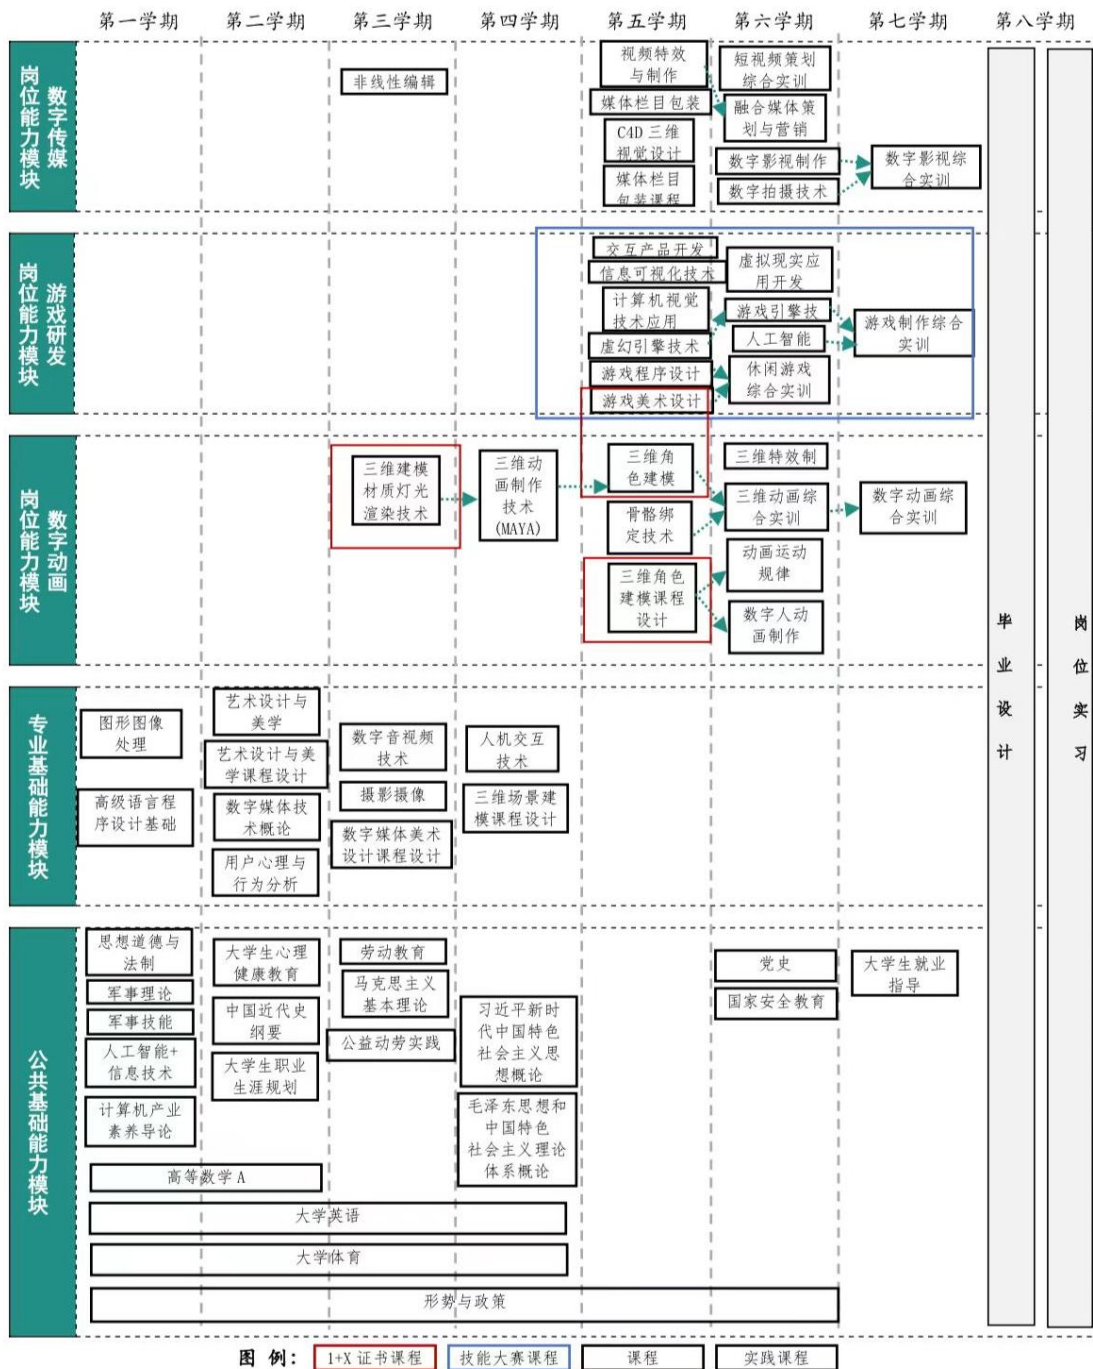 第一学期
第二学期
第三学期
第四学期
第五学期
第六学期
第七学期
第八学期
数字传媒
岗位能力模块
非线性编辑
视频特效
与制作
媒体栏目包装
C4D 三维
视觉设计
媒体栏目
包装课程
短视频策划
综合实训
融合媒体策
划与营销
数字影视制作
数字拍摄技术
数字影视综
合实训
游戏研发
岗位能力模块
交互产品开发
信息可视化技术
计算机视觉
技术应用
虚幻引擎技术
游戏程序设计
游戏美术设计
虚拟现实应
用开发
游戏引擎技
人工智能
休闲游戏
综合实训
游戏制作综合
实训
数字动画
岗位能力模块
三维建模
材质灯光
渲染技术
三维动
画制作
技术
(MAYA)
三维角
色建模
骨骼绑
定技术
三维角色
建模课程
设计
三维特效制
三维动画综
合实训
动画运动
规律
数字人动
画制作
数字动画综
合实训
专业基础能力模块
图形图像
处理
高级语言程
序设计基础
艺术设计与
美学
艺术设计与美
学课程设计
数字媒体技
术概论
用户心理与
行为分析
数字音视频
技术
摄影摄像
数字媒体美术
设计课程设计
人机交互
技术
三维场景建
模课程设计
公共基础能力模块
思想道德与
法制
军事理论
军事技能
人工智能+
信息技术
计算机产业
素养导论
大学生心理
健康教育
中国近代史
纲要
大学生职业
生涯规划
劳动教育
马克思主义
基本理论
公益动劳实践
习近平新时
代中国特色
社会主义思
想概论
毛泽东思想和
中国特色
社会主义理论
体系概论
党史
国家安全教育
大学生就业
指导
高等数学 A
大学英语
大学体育
形势与政策
毕业设计
岗位实习
图 例：
1+X 证书课程
技能大赛课程
课程
实践课程